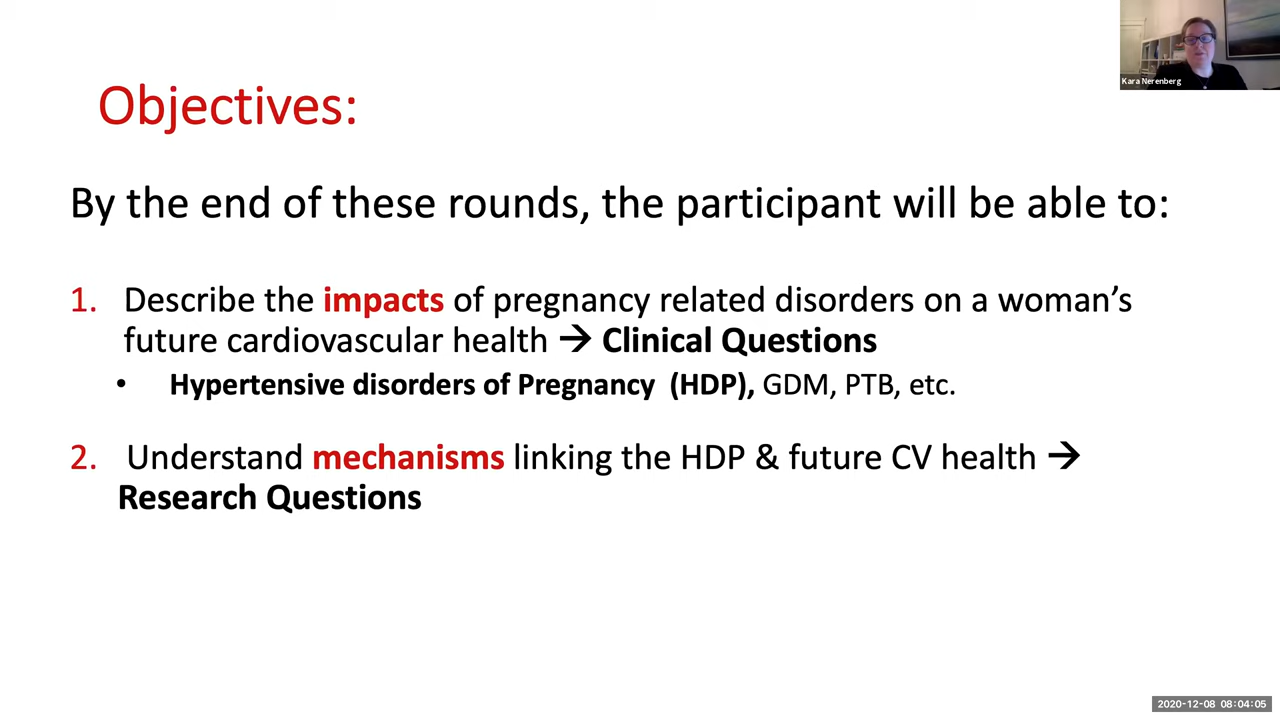 Kara Nerenberg
Objectives:
By the end of these rounds, the participant will be able to:
1. Describe the impacts of pregnancy related disorders on a woman's
future cardiovascular health → Clinical Questions
• Hypertensive disorders of Pregnancy (HDP), GDM, PTB, etc.
2. Understand mechanisms linking the HDP & future CV health →
Research Questions
2020-12-08 08:04:05